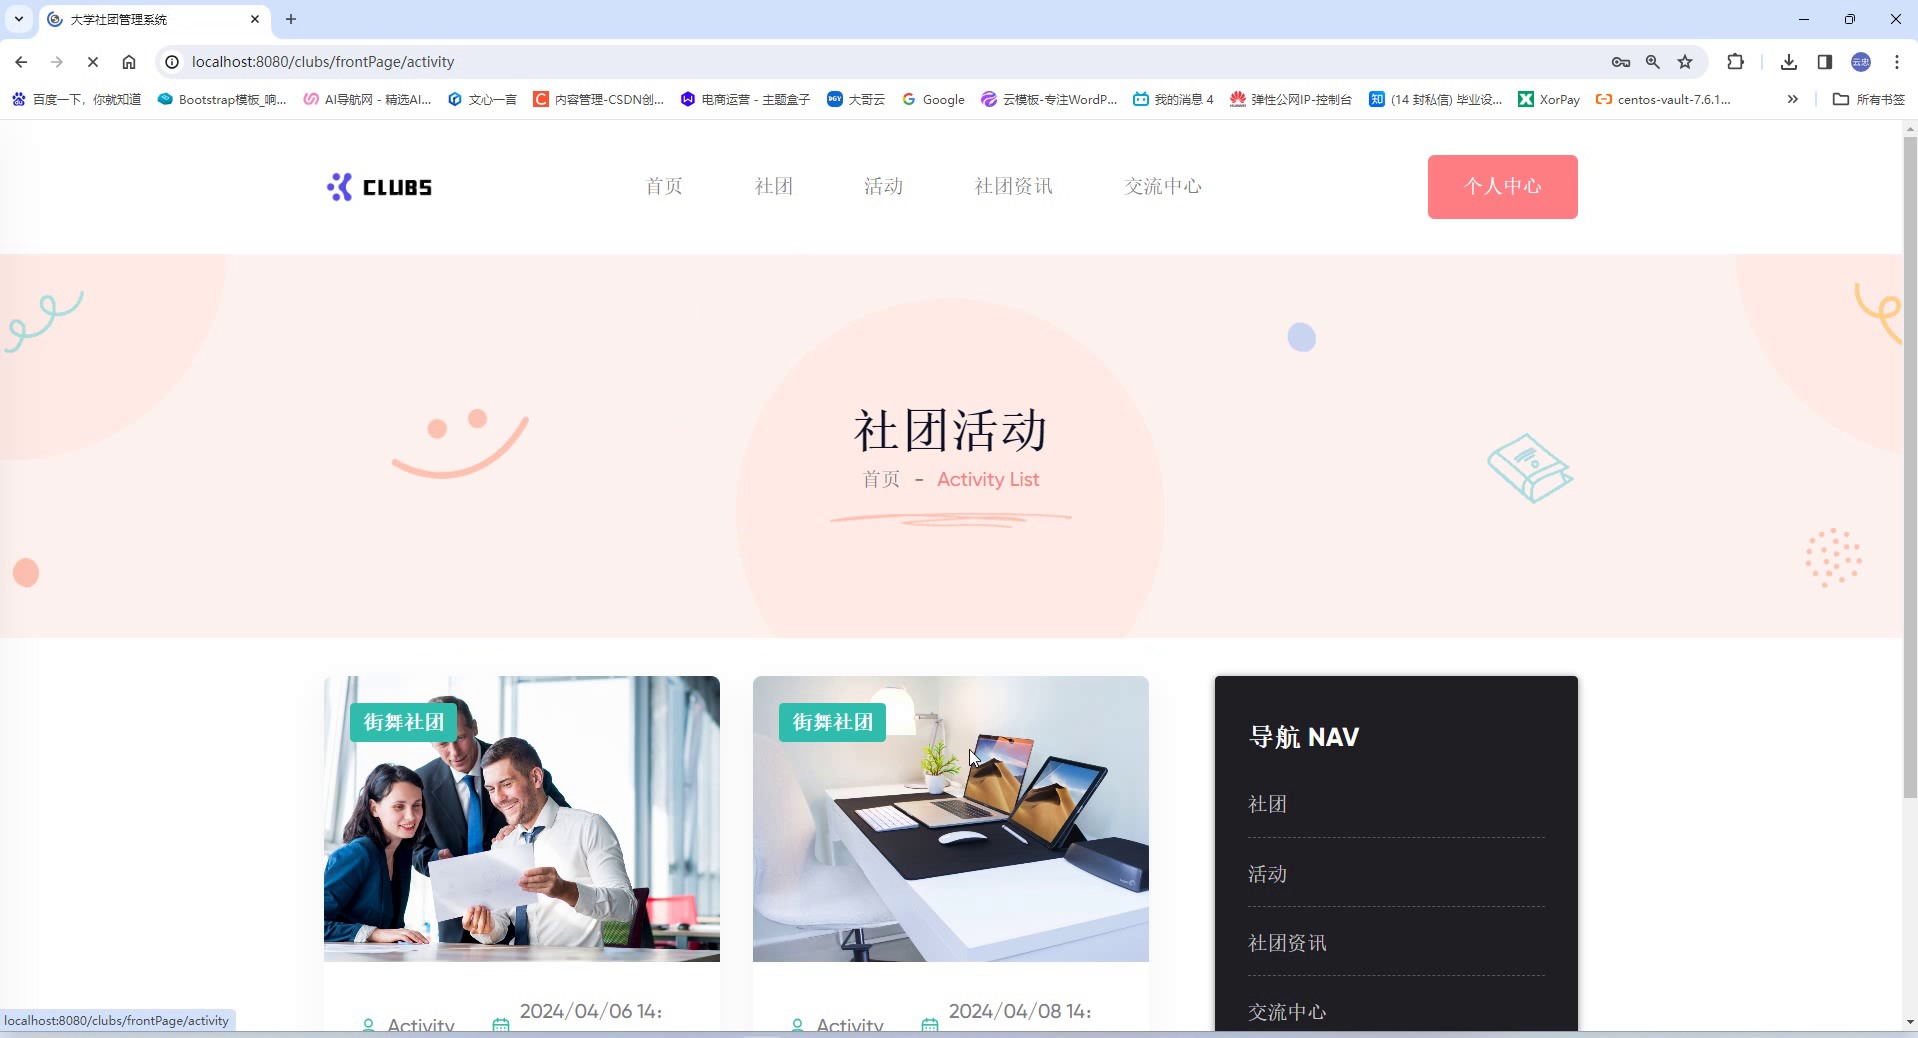 大学社团管理系统
localhost:8080/clubs/frontPage/activity
百度一下，你就知道
Bootstrap模板_响...
AI导航网 - 精选AI...
文心一言
内容管理-CSDN创...
电商运营 - 主题盒子
大哥云
Google
云模板-专注WordP...
我的消息 4
弹性公网IP-控制台
(14 封私信) 毕业设...
XorPay
centos-vault-7.6.1...
所有书签
CLUBS
首页
社团
活动
社团资讯
交流中心
个人中心
社团活动
首页 - Activity List
街舞社团
街舞社团
导航 NAV
社团
活动
社团资讯
交流中心
Activity
2024/04/06 14:
Activity
2024/04/08 14:
localhost:8080/clubs/frontPage/activity